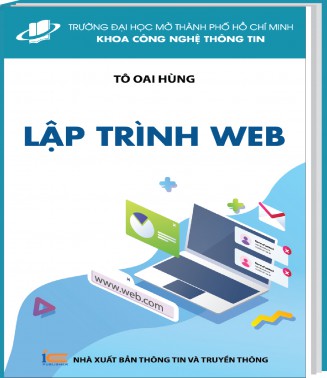 TRƯỜNG ĐẠI HỌC MỞ THÀNH PHỐ HỒ CHÍ MINH
KHOA CÔNG NGHỆ THÔNG TIN
TÔ OAI HÙNG
LẬP TRÌNH WEB
www.web.com
NHÀ XUẤT BẢN THÔNG TIN VÀ TRUYỀN THÔNG